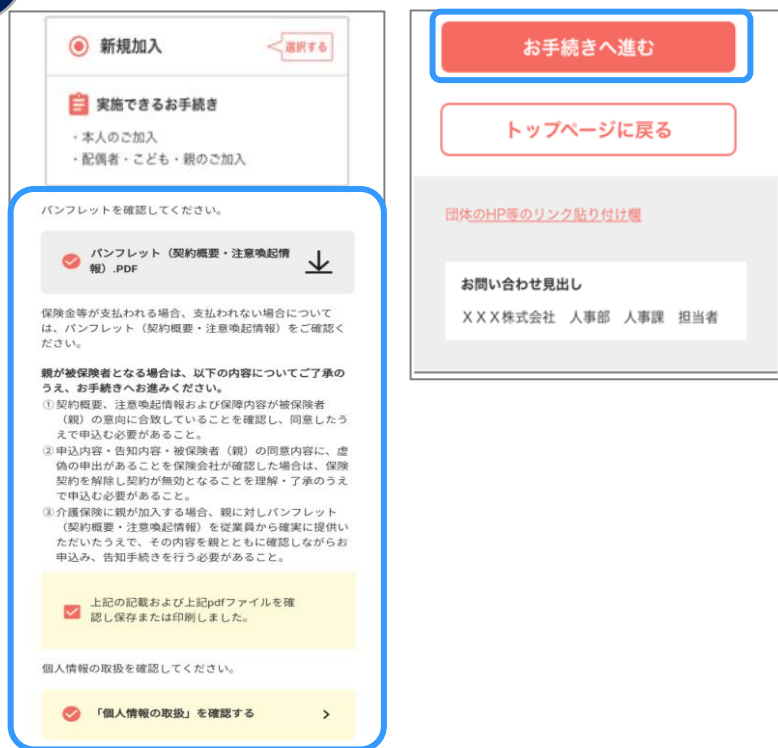 新規加入
選択する
実施できるお手続き
・本人のご加入
・配偶者・こども・親のご加入
パンフレットを確認してください。
パンフレット（契約概要・注意喚起情
報）.PDF
保険金等が支払われる場合、支払われない場合について
は、パンフレット（契約概要・注意喚起情報）をご確認く
ださい。
親が被保険者となる場合は、以下の内容についてご了承の
うえ、お手続きへお進みください。
①契約概要、注意喚起情報および保障内容が被保険者
（親）の意向に合致していることを確認し、同意したう
えで申込む必要があること。
②申込内容・告知内容・被保険者（親）の同意内容に、虚
偽の申出があることを保険会社が確認した場合は、保険
契約を解除し契約が無効となることを理解・了承のうえ
で申込む必要があること。
③介護保険に親が加入する場合、親に対しパンフレット
（契約概要・注意喚起情報）を従業員から確実に提供い
ただいたうえで、その内容を親とともに確認しながらお
申込み、告知手続きを行う必要があること。
上記の記載および上記pdfファイルを確
認し保存または印刷しました。
個人情報の取扱を確認してください。
「個人情報の取扱」を確認する
お手続きへ進む
トップページに戻る
団体のHP等のリンク貼り付け欄
お問い合わせ見出し
XXX株式会社 人事部 人事課 担当者